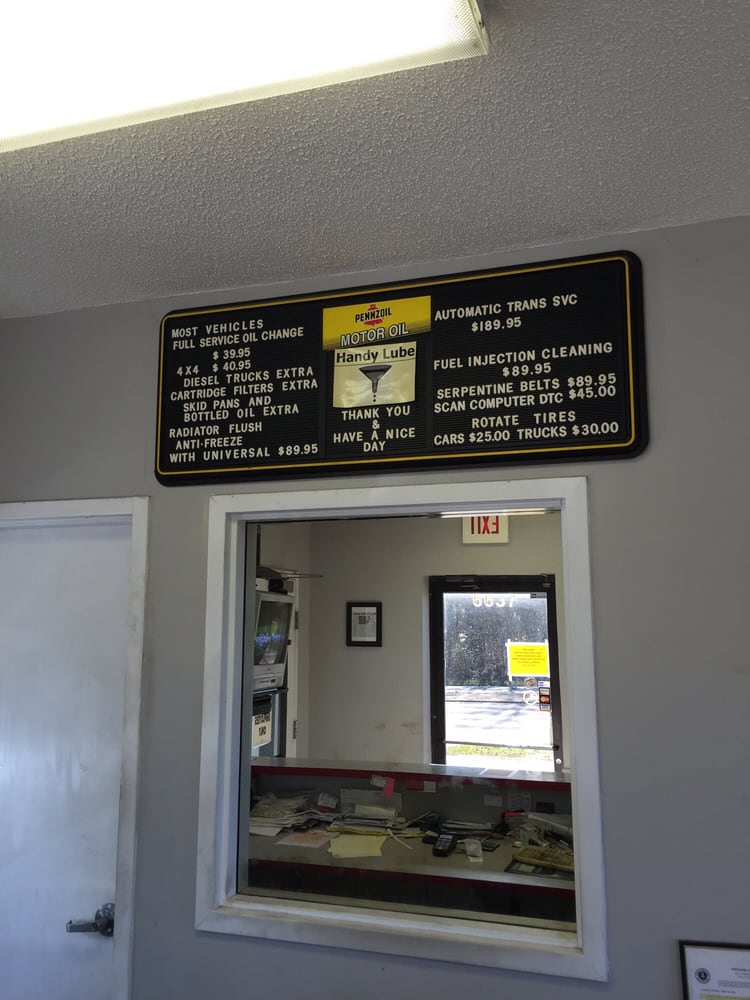 MOST VEHICLES
FULL SERVICE OIL CHANGE
$ 39.95
4X4 $ 40.95
DIESEL TRUCKS EXTRA
CARTRIDGE FILTERS EXTRA
SKID PANS AND
BOTTLED OIL EXTRA
RADIATOR FLUSH
ANTI-FREEZE
WITH UNIVERSAL $89.95
PENNZOIL
MOTOR OIL
Handy Lube
THANK YOU
&
HAVE A NICE
DAY
AUTOMATIC TRANS SVC
$189.95
FUEL INJECTION CLEANING
$89.95
SERPENTINE BELTS $89.95
SCAN COMPUTER DTC $45.00
ROTATE TIRES
CARS $25.00 TRUCKS $30.00
EXIT
6637